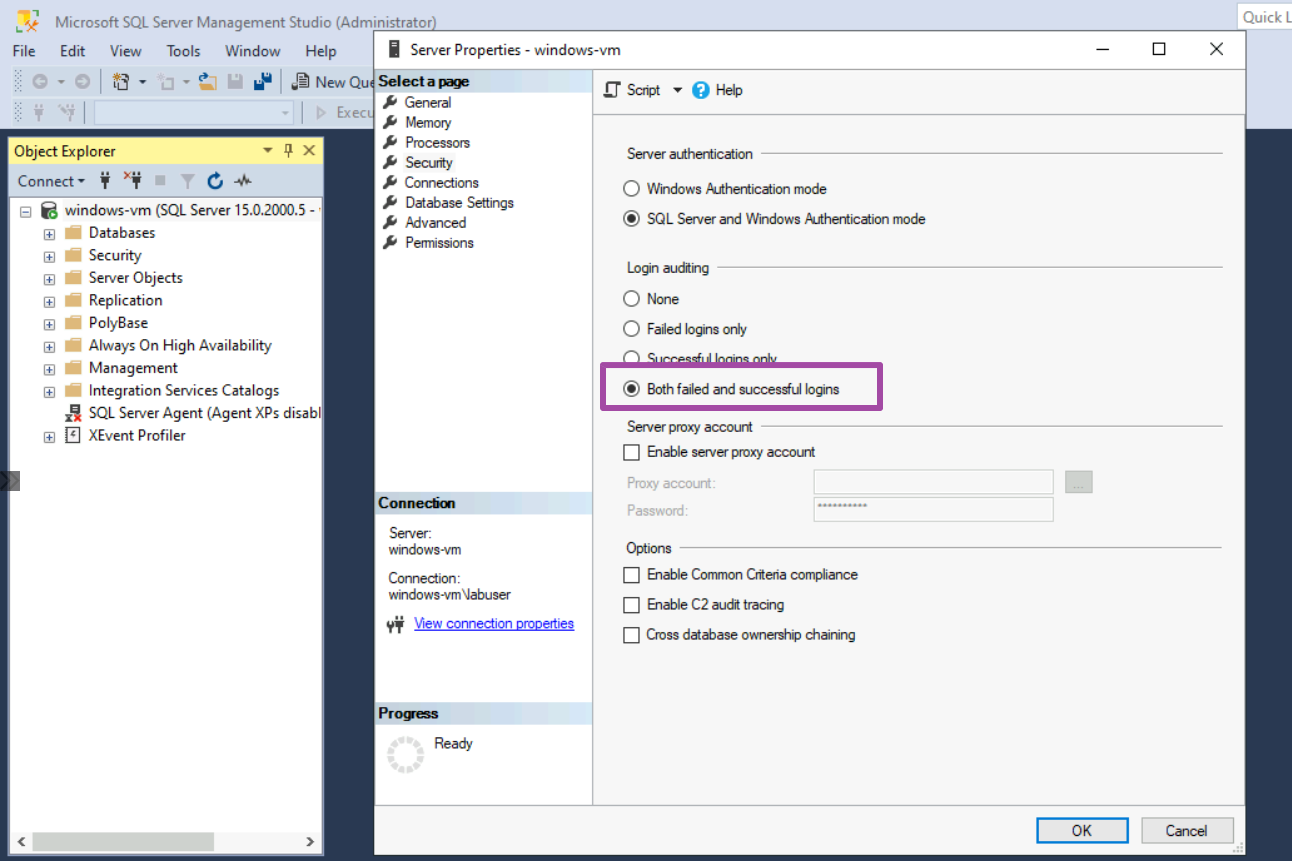 Microsoft SQL Server Management Studio (Administrator)
Quick L
File Edit View Tools Window Help
New Que
Execu
Object Explorer
Connect
windows-vm (SQL Server 15.0.2000.5 -
Databases
Security
Server Objects
Replication
PolyBase
Always On High Availability
Management
Integration Services Catalogs
SQL Server Agent (Agent XPs disabl
XEvent Profiler
Server Properties - windows-vm
Select a page
General
Memory
Processors
Security
Connections
Database Settings
Advanced
Permissions
Connection
Server:
windows-vm
Connection:
windows-vm\labuser
View connection properties
Progress
Ready
Script Help
Server authentication
Windows Authentication mode
SQL Server and Windows Authentication mode
Login auditing
None
Failed logins only
Successful logins only
Both failed and successful logins
Server proxy account
Enable server proxy account
Proxy account:
...
Password: **********
Options
Enable Common Criteria compliance
Enable C2 audit tracing
Cross database ownership chaining
OK Cancel